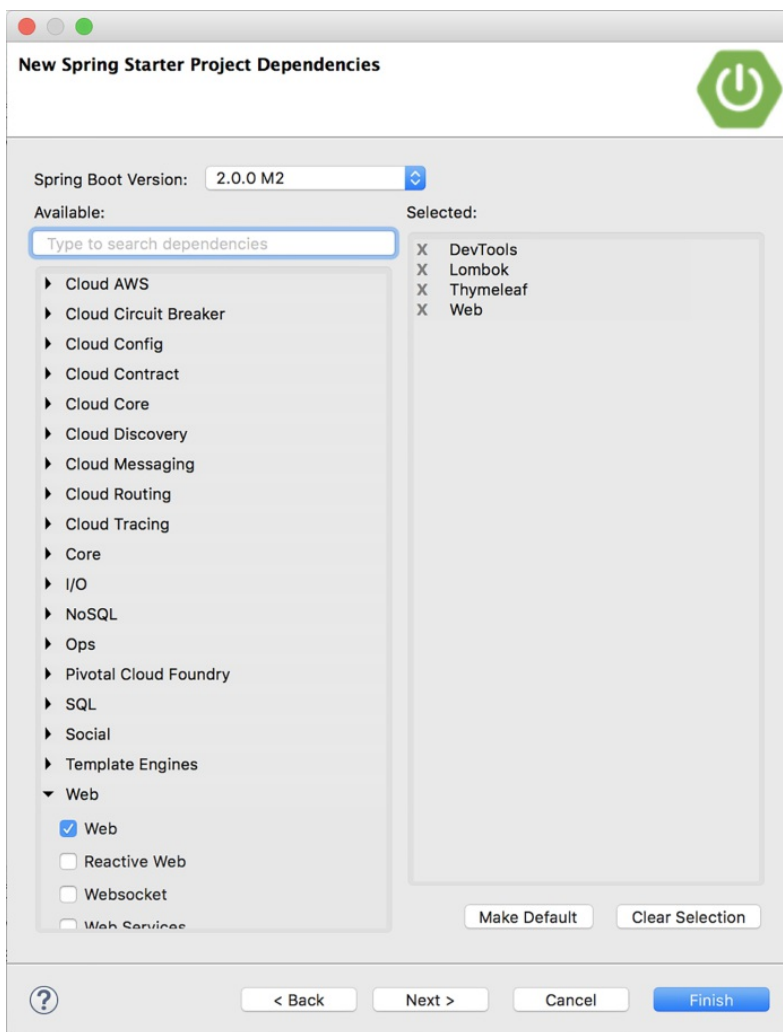 New Spring Starter Project Dependencies
Spring Boot Version: 2.0.0 M2
Available:
Type to search dependencies
Cloud AWS
Cloud Circuit Breaker
Cloud Config
Cloud Contract
Cloud Core
Cloud Discovery
Cloud Messaging
Cloud Routing
Cloud Tracing
Core
I/O
NoSQL
Ops
Pivotal Cloud Foundry
SQL
Social
Template Engines
Web
Web
Reactive Web
Websocket
Web Services
Selected:
X DevTools
X Lombok
X Thymeleaf
X Web
Make Default Clear Selection
? < Back Next > Cancel Finish